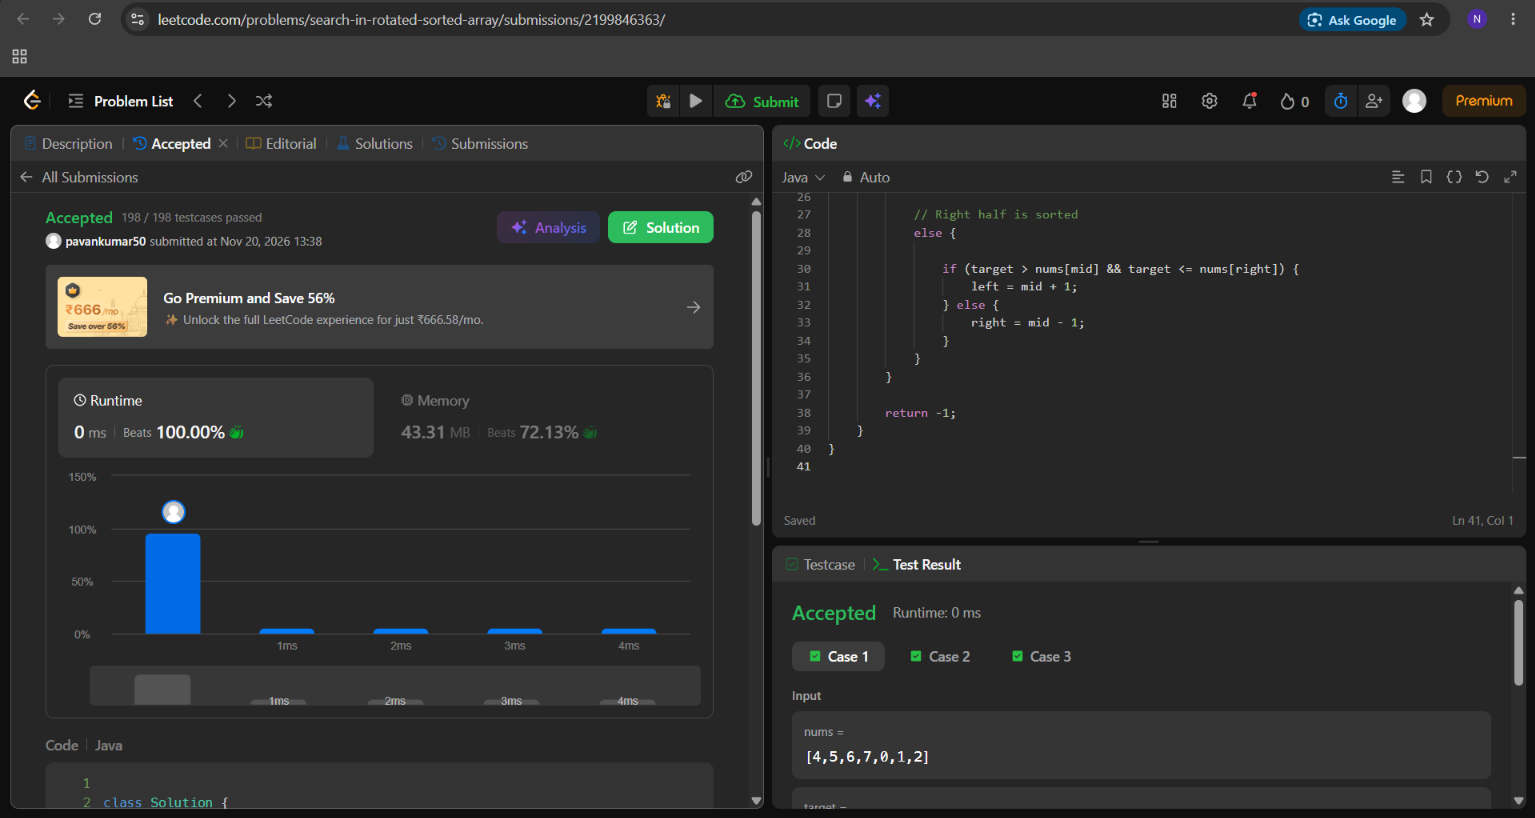 leetcode.com/problems/search-in-rotated-sorted-array/submissions/2199846363/
Ask Google
N
Problem List
Submit
0
Premium
Description
Accepted
Editorial
Solutions
Submissions
All Submissions
Accepted 198 / 198 testcases passed
pavankumar50 submitted at Nov 20, 2026 13:38
Analysis
Solution
₹666/mo
Save over 56%
Go Premium and Save 56%
✨ Unlock the full LeetCode experience for just ₹666.58/mo.
Runtime
0 ms Beats 100.00%
Memory
43.31 MB Beats 72.13%
150%
100%
50%
0%
1ms 2ms 3ms 4ms
1ms 2ms 3ms 4ms
Code Java
1
2 class Solution {
</> Code
Java Auto
26
27 // Right half is sorted
28 else {
29
30 if (target > nums[mid] && target <= nums[right]) {
31 left = mid + 1;
32 } else {
33 right = mid - 1;
34 }
35 }
36 }
37
38 return -1;
39 }
40 }
41
Saved
Ln 41, Col 1
Testcase
>_ Test Result
Accepted Runtime: 0 ms
Case 1 Case 2 Case 3
Input
nums =
[4,5,6,7,0,1,2]
target =